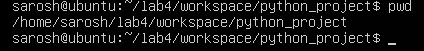 sarosh@ubuntu:~/lab4/workspace/python_project$ pwd
/home/sarosh/lab4/workspace/python_project
sarosh@ubuntu:~/lab4/workspace/python_project$ _